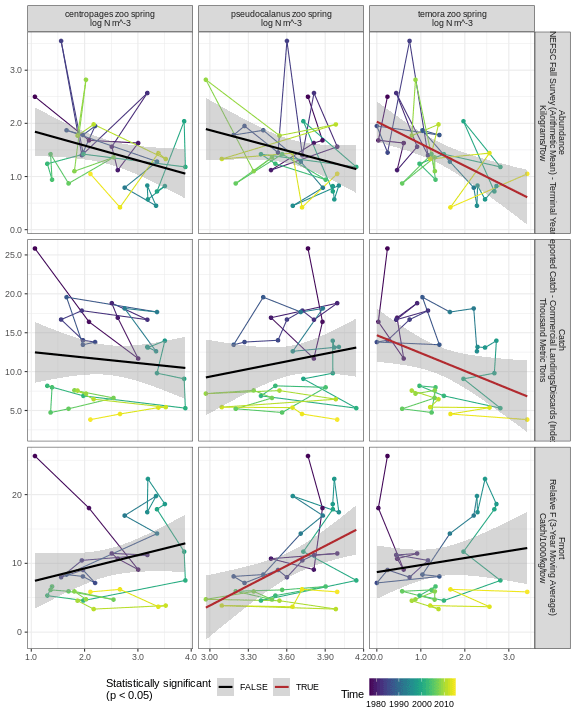 centropages zoo spring
log N m^-3
pseudocalanus zoo spring
log N m^-3
temora zoo spring
log N m^-3
3.0
2.0
1.0
0.0
Abundance
NEFSC Fall Survey (Arithmetic Mean) - Terminal Year
Kilograms/tow
25.0
20.0
15.0
10.0
5.0
Catch
eported Catch - Commercial Landings/Discards (Inde
Thousand Metric Tons
20
10
0
Fmort
Relative F (3-Year Moving Average)
Catch/1000/kg/tow
1.0 2.0 3.0 4.0 3.00 3.30 3.60 3.90 4.20 0.0 1.0 2.0 3.0
Statistically significant
(p < 0.05)
FALSE
TRUE
Time
1980 1990 2000 2010